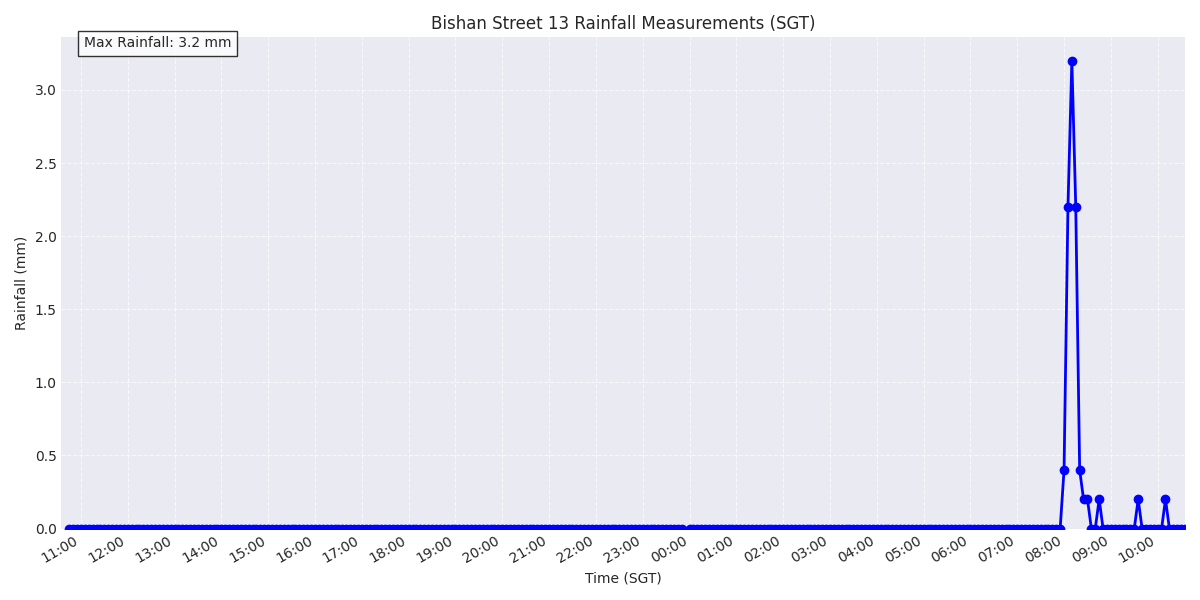 Bishan Street 13 Rainfall Measurements (SGT)
Max Rainfall: 3.2 mm
3.0
2.5
2.0
1.5
1.0
0.5
0.0
Rainfall (mm)
11:00 12:00 13:00 14:00 15:00 16:00 17:00 18:00 19:00 20:00 21:00 22:00 23:00 00:00 01:00 02:00 03:00 04:00 05:00 06:00 07:00 08:00 09:00 10:00
Time (SGT)